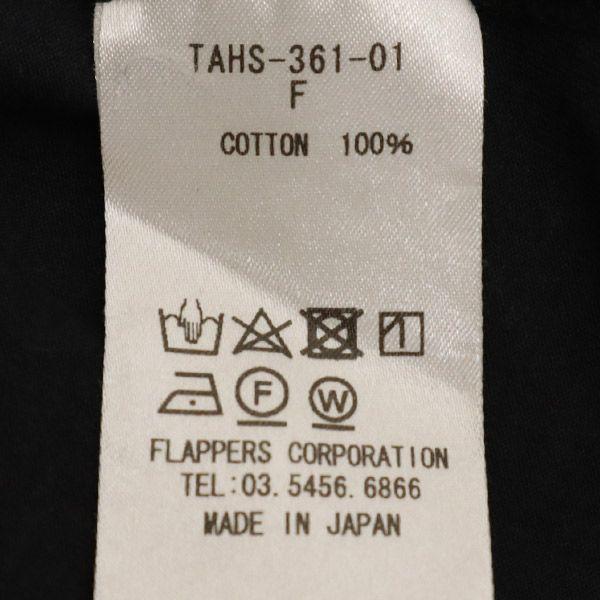 TAHS-361-01
F
COTTON 100%
F W
FLAPPERS CORPORATION
TEL:03.5456.6866
MADE IN JAPAN